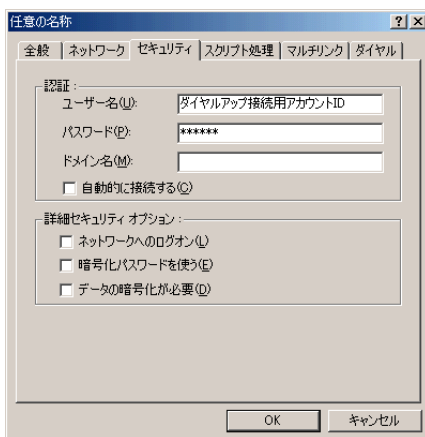 任意の名称
全般 ネットワーク セキュリティ スクリプト処理 マルチリンク ダイヤル
認証:
ユーザー名(U): ダイヤルアップ接続用アカウントID
パスワード(P): ******
ドメイン名(M):
自動的に接続する(C)
詳細セキュリティ オプション:
ネットワークへのログオン(L)
暗号化パスワードを使う(E)
データの暗号化が必要(D)
OK キャンセル